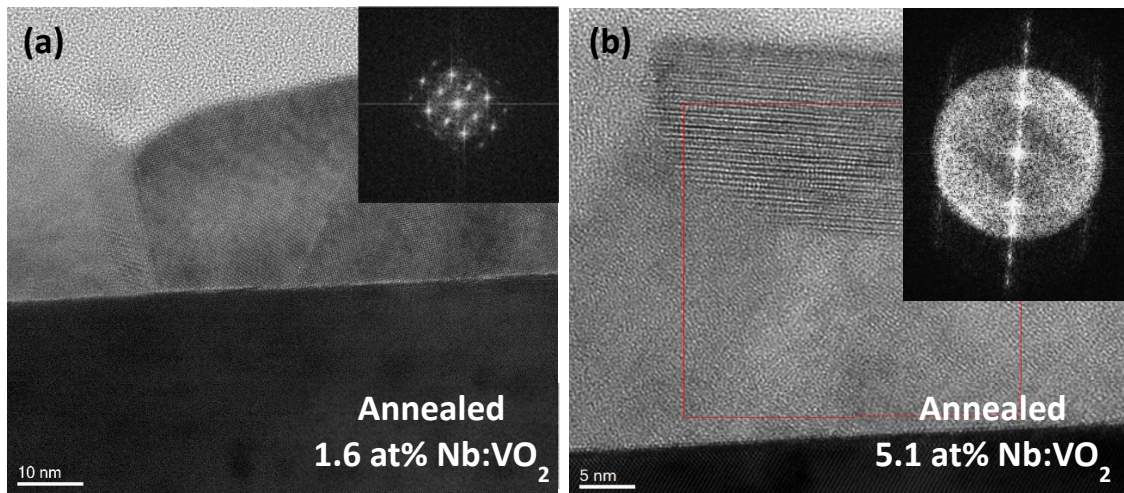 (a)
Annealed
1.6 at% Nb:VO₂
10 nm
(b)
Annealed
5.1 at% Nb:VO₂
5 nm